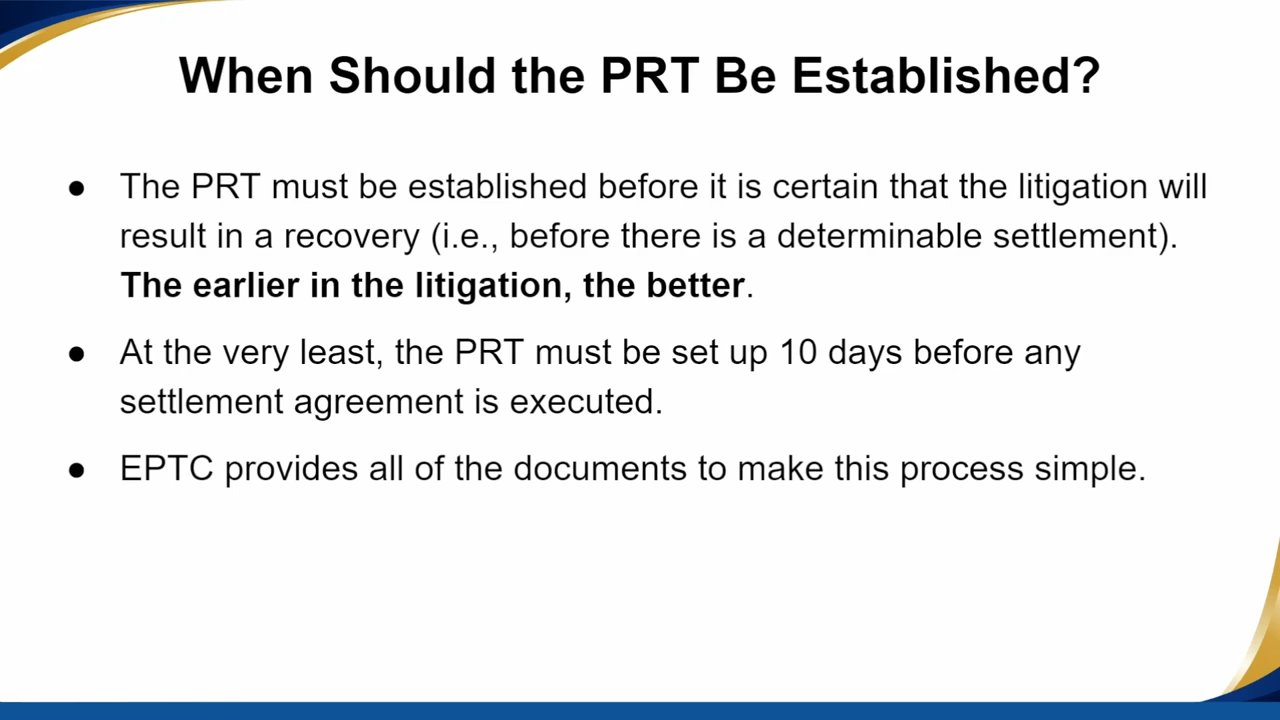 When Should the PRT Be Established?
● The PRT must be established before it is certain that the litigation will
result in a recovery (i.e., before there is a determinable settlement).
The earlier in the litigation, the better.
● At the very least, the PRT must be set up 10 days before any
settlement agreement is executed.
● EPTC provides all of the documents to make this process simple.